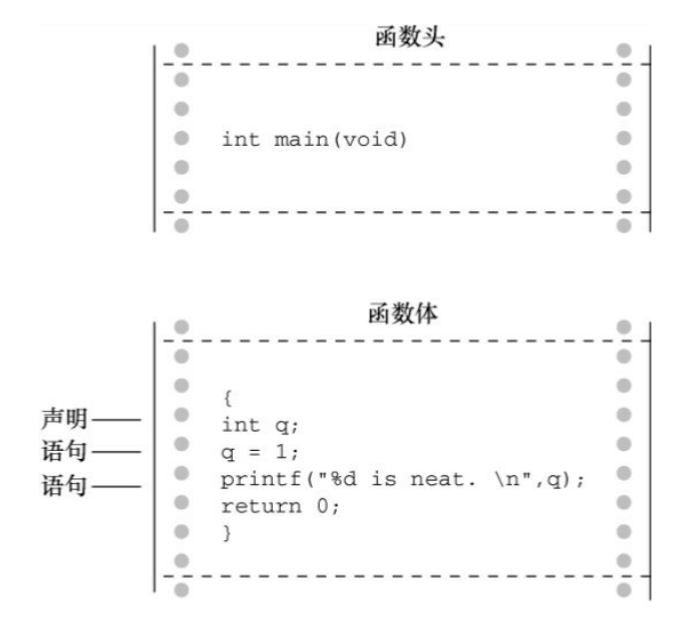 函数头
int main(void)
函数体
{
声明 int q;
语句 q = 1;
语句 printf("%d is neat. \n",q);
return 0;
}